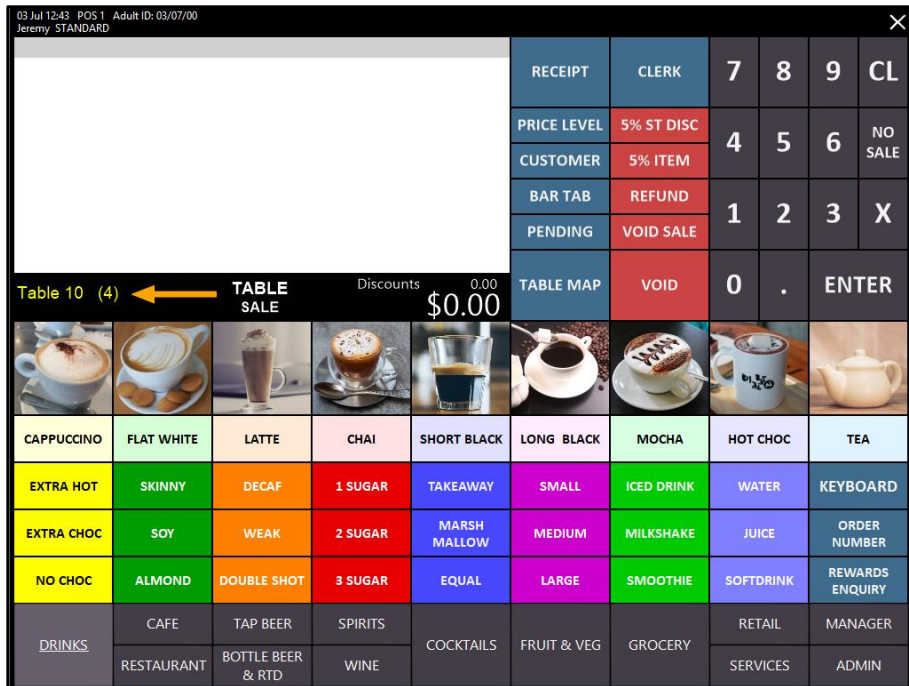 03 Jul 12:43 POS 1 Adult ID: 03/07/00
Jeremy STANDARD
RECEIPT
CLERK
7
8
9
CL
PRICE LEVEL
5% ST DISC
4
5
6
NO
SALE
CUSTOMER
5% ITEM
BAR TAB
REFUND
1
2
3
X
PENDING
VOID SALE
Table 10 (4)
TABLE
SALE
Discounts 0.00
$0.00
TABLE MAP
VOID
0
.
ENTER
CAPPUCCINO
FLAT WHITE
LATTE
CHAI
SHORT BLACK
LONG BLACK
MOCHA
HOT CHOC
TEA
EXTRA HOT
SKINNY
DECAF
1 SUGAR
TAKEAWAY
SMALL
ICED DRINK
WATER
KEYBOARD
EXTRA CHOC
SOY
WEAK
2 SUGAR
MARSH
MALLOW
MEDIUM
MILKSHAKE
JUICE
ORDER
NUMBER
NO CHOC
ALMOND
DOUBLE SHOT
3 SUGAR
EQUAL
LARGE
SMOOTHIE
SOFTDRINK
REWARDS
ENQUIRY
DRINKS
CAFE
TAP BEER
SPIRITS
COCKTAILS
FRUIT & VEG
GROCERY
RETAIL
MANAGER
RESTAURANT
BOTTLE BEER
& RTD
WINE
SERVICES
ADMIN